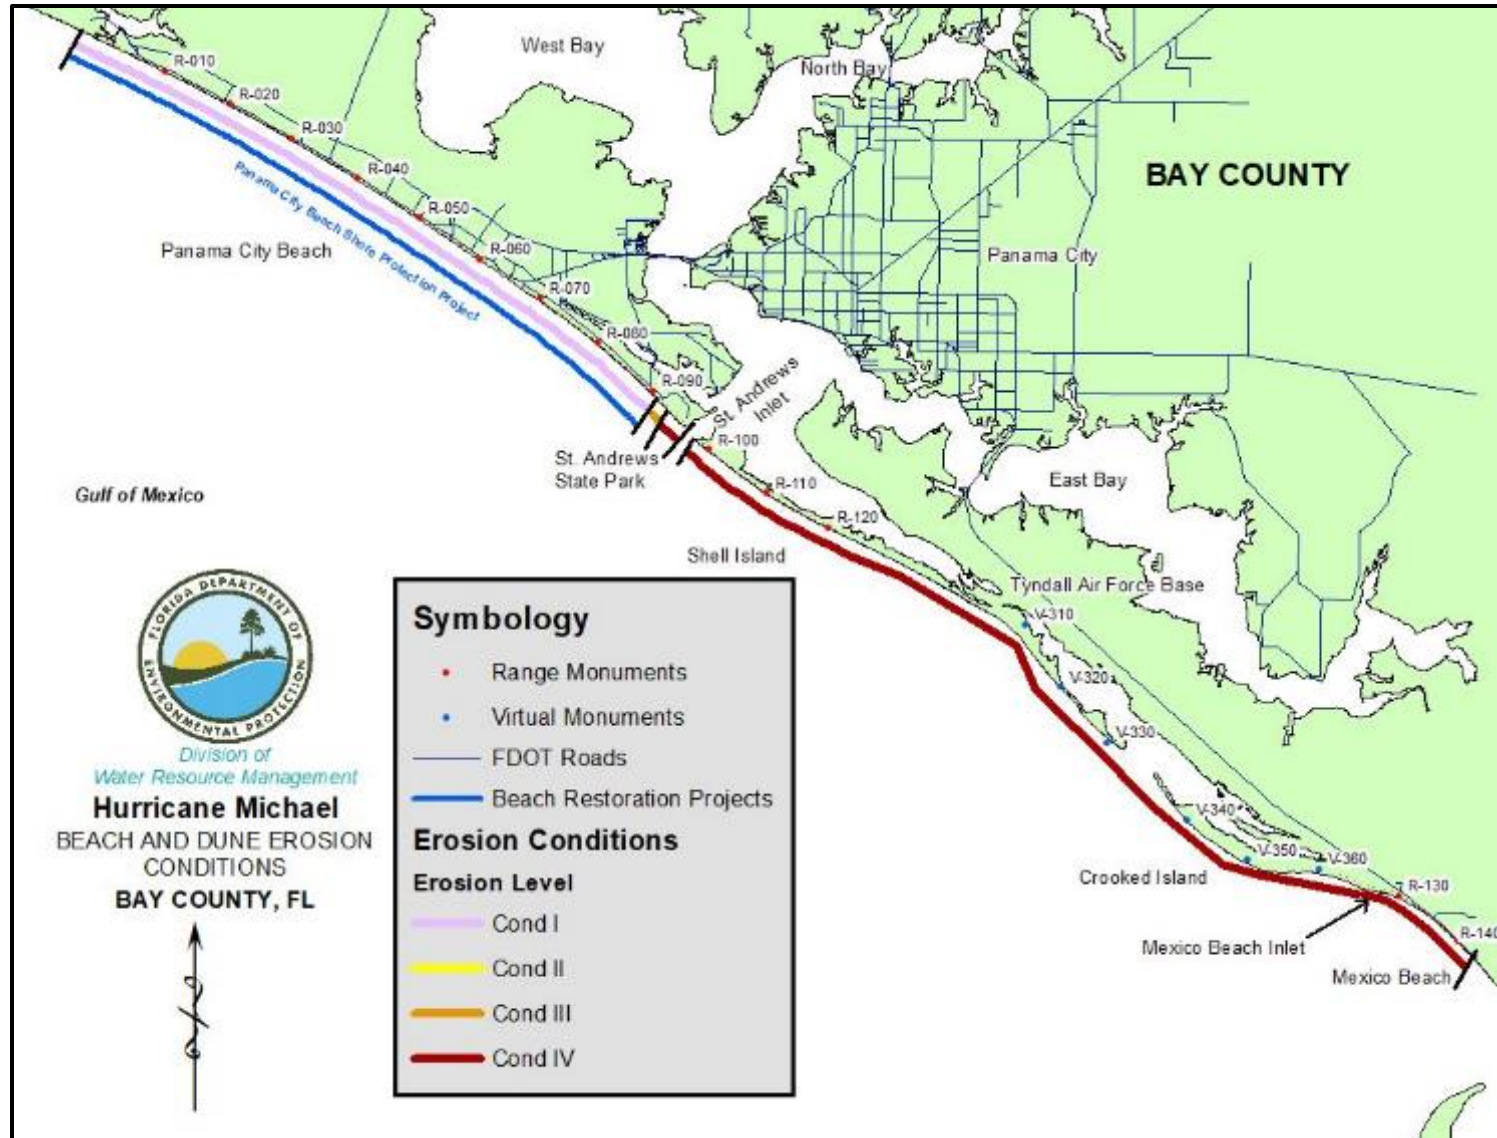 West Bay
North Bay
R-010
R-020
R-030
R-040
R-050
R-060
R-070
R-080
R-090
R-100
R-110
R-120
BAY COUNTY
Panama City
Panama City Beach
Panama City Beach Shore Protection Project
St. Andrews
Inlet
St. Andrews
State Park
East Bay
Gulf of Mexico
Shell Island
Tyndall Air Force Base
V-310
V-320
V-330
V-340
V-350
V-360
R-130
R-140
Crooked Island
Mexico Beach Inlet
Mexico Beach
FLORIDA DEPARTMENT OF
ENVIRONMENTAL PROTECTION
Division of
Water Resource Management
Hurricane Michael
BEACH AND DUNE EROSION
CONDITIONS
BAY COUNTY, FL
Symbology
Range Monuments
Virtual Monuments
FDOT Roads
Beach Restoration Projects
Erosion Conditions
Erosion Level
Cond I
Cond II
Cond III
Cond IV